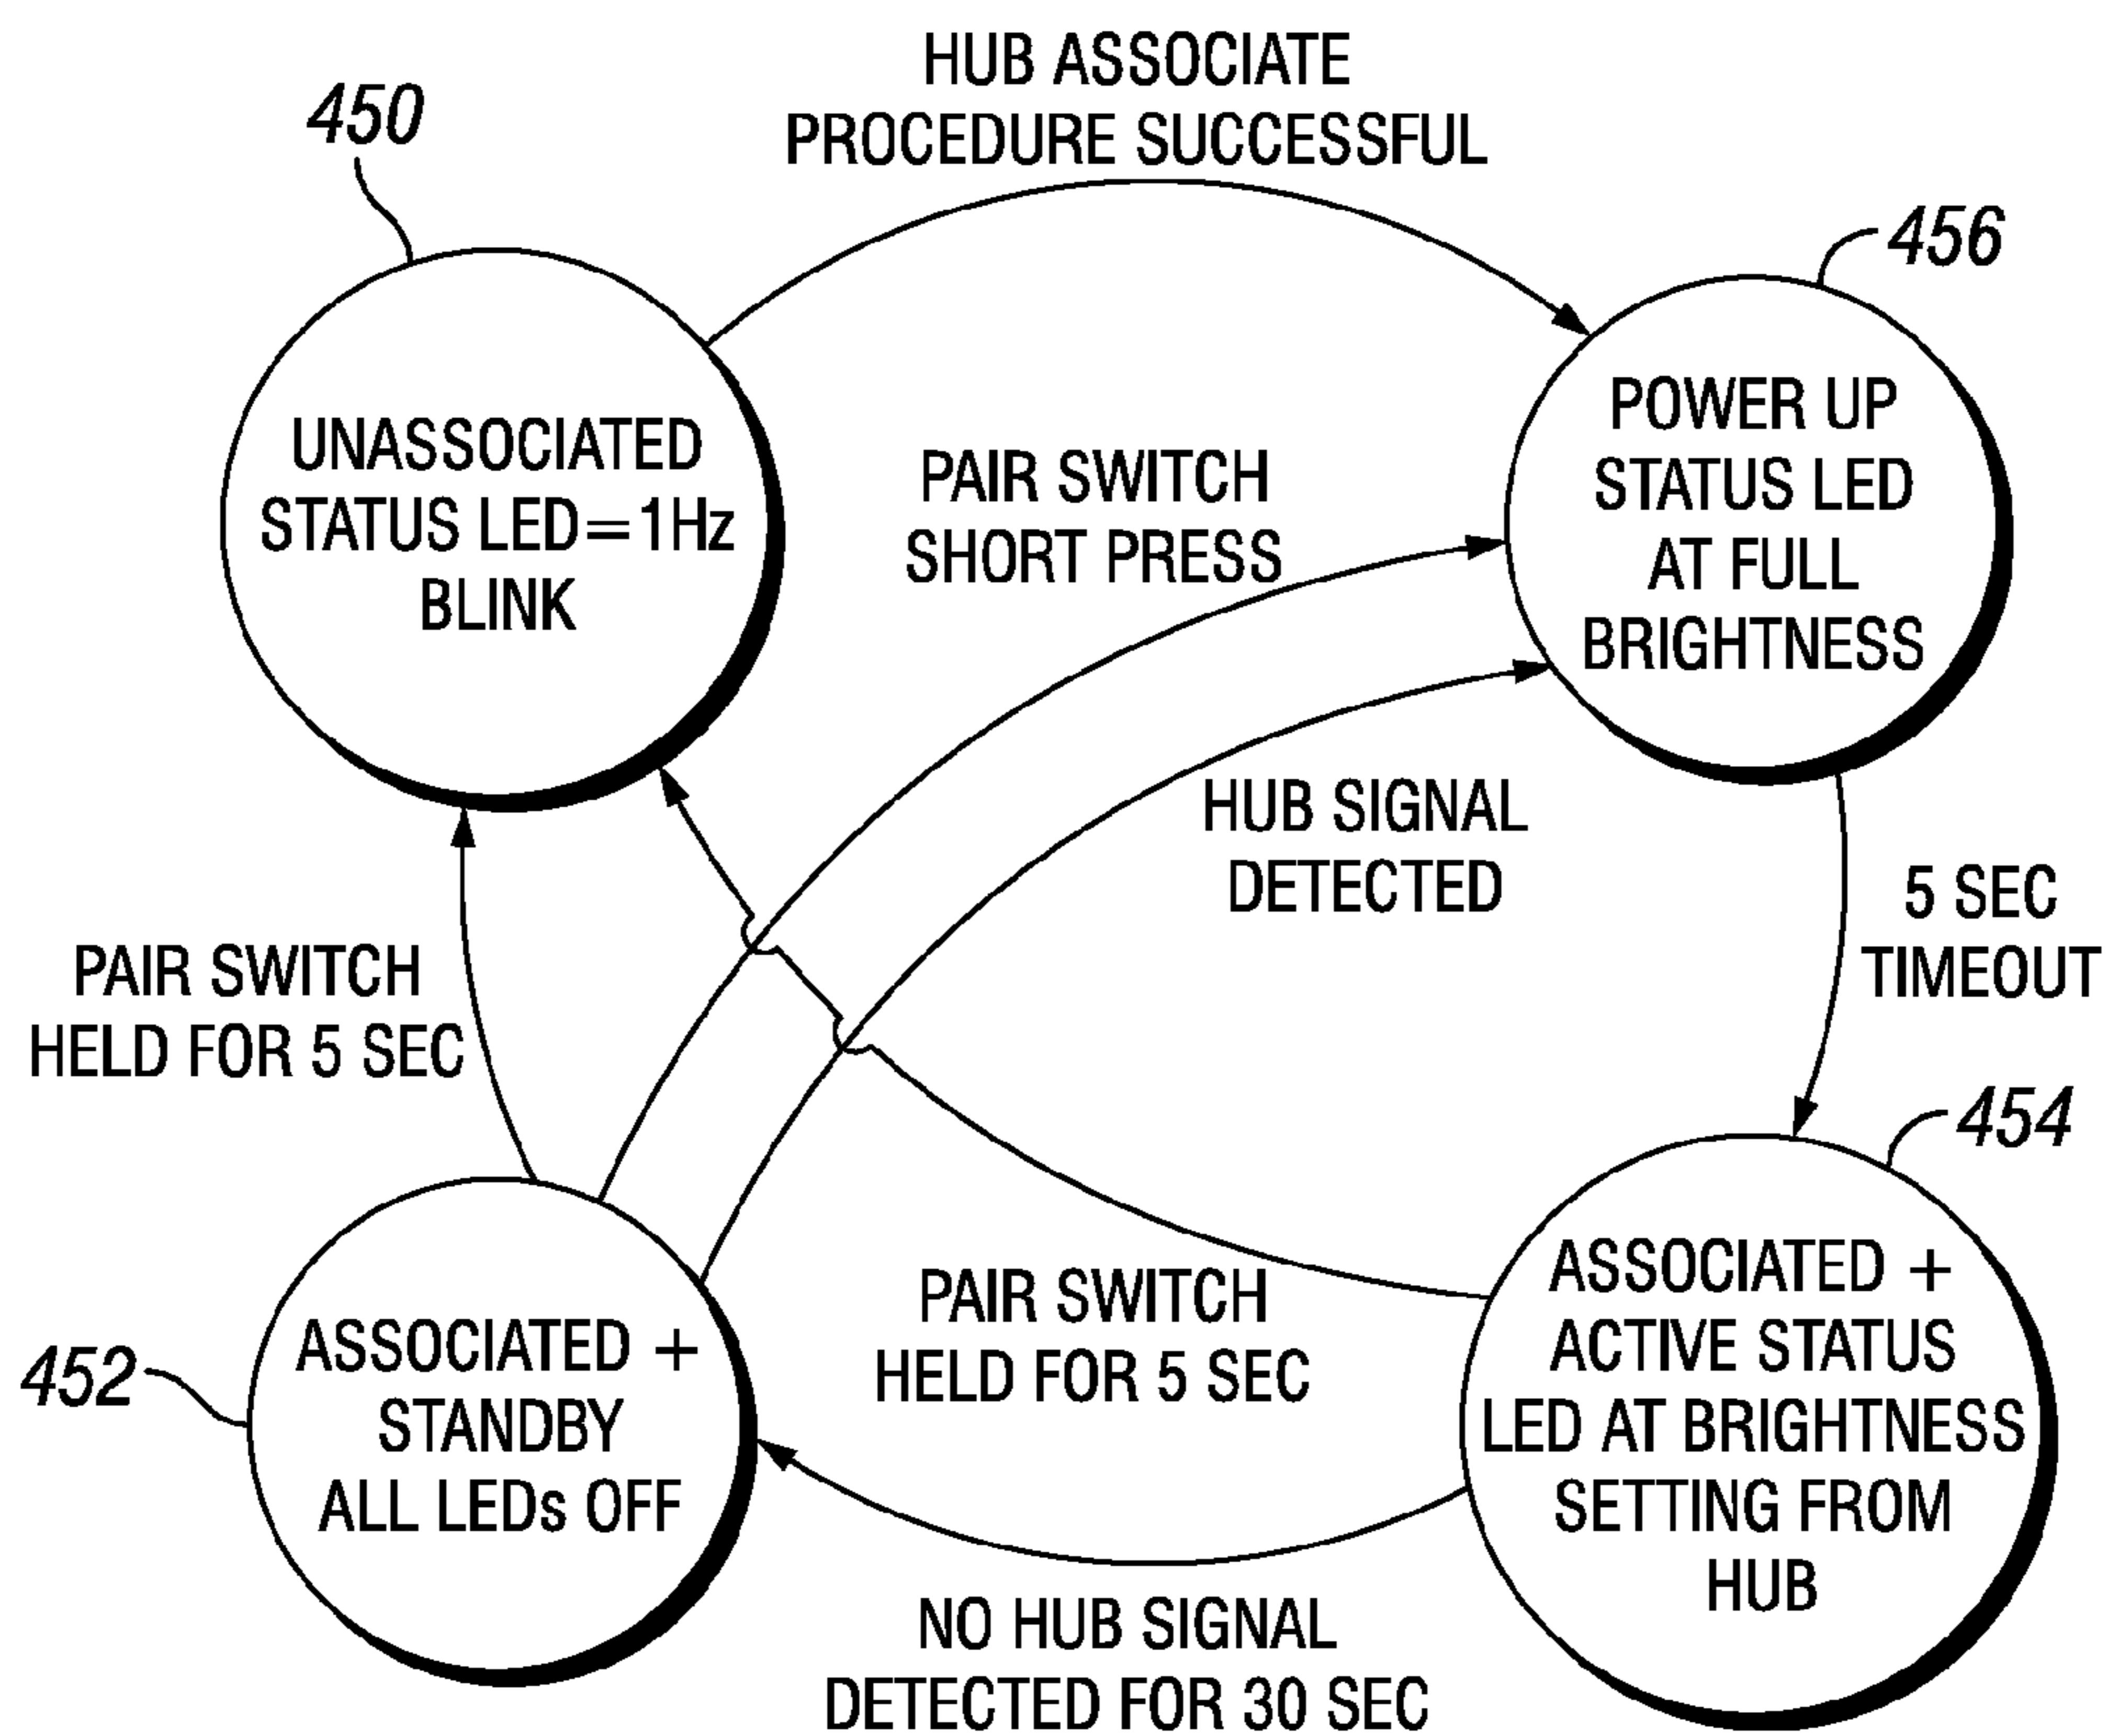 HUB ASSOCIATE
PROCEDURE SUCCESSFUL
450
456
UNASSOCIATED
STATUS LED=1Hz
BLINK
POWER UP
STATUS LED
AT FULL
BRIGHTNESS
PAIR SWITCH
SHORT PRESS
HUB SIGNAL
DETECTED
5 SEC
TIMEOUT
PAIR SWITCH
HELD FOR 5 SEC
454
452
ASSOCIATED +
STANDBY
ALL LEDs OFF
PAIR SWITCH
HELD FOR 5 SEC
ASSOCIATED +
ACTIVE STATUS
LED AT BRIGHTNESS
SETTING FROM
HUB
NO HUB SIGNAL
DETECTED FOR 30 SEC